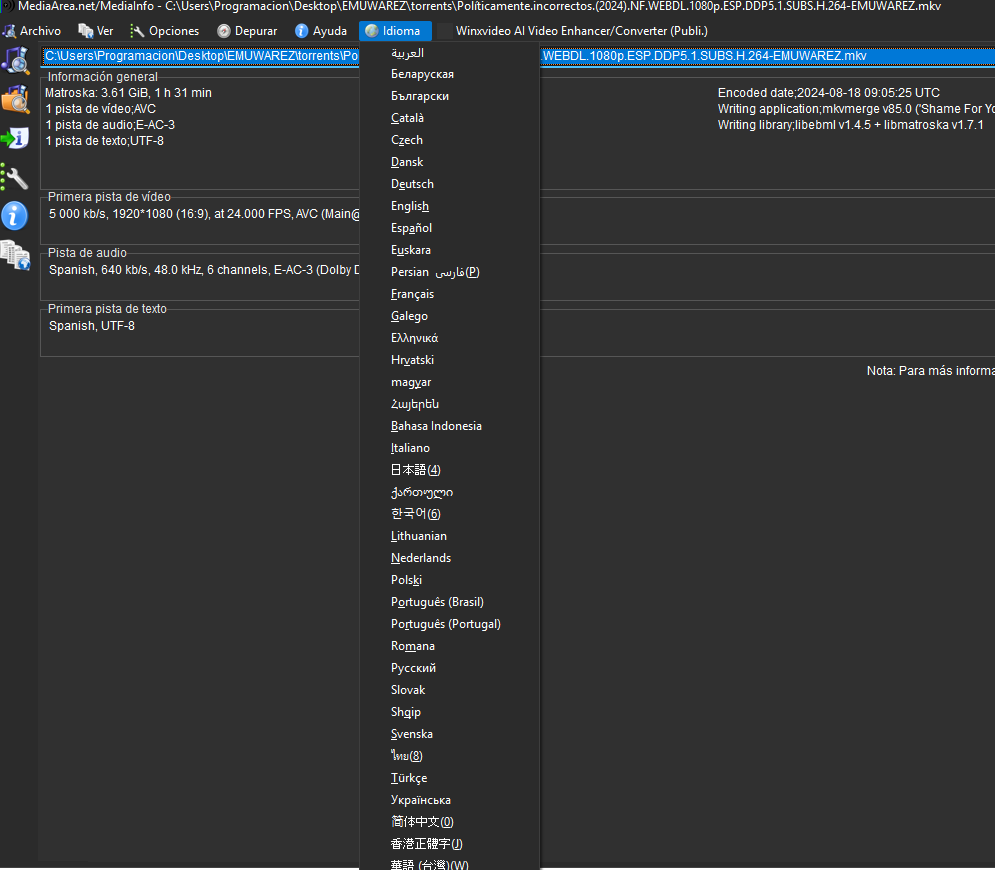 MediaArea.net/MediaInfo - C:\Users\Programacion\Desktop\EMUWAREZ\torrents\Políticamente.incorrectos.(2024).NF.WEBDL.1080p.ESP.DDP5.1.SUBS.H.264-EMUWAREZ.mkv
Archivo Ver Opciones Depurar Ayuda Idioma Winxvideo AI Video Enhancer/Converter (Publi.)
C:\Users\Programacion\Desktop\EMUWAREZ\torrents\Po .WEBDL.1080p.ESP.DDP5.1.SUBS.H.264-EMUWAREZ.mkv
Información general
Matroska: 3.61 GiB, 1 h 31 min
1 pista de vídeo;AVC
1 pista de audio;E-AC-3
1 pista de texto;UTF-8
Encoded date;2024-08-18 09:05:25 UTC
Writing application;mkvmerge v85.0 ('Shame For Yo
Writing library;libebml v1.4.5 + libmatroska v1.7.1
Primera pista de vídeo
5 000 kb/s, 1920*1080 (16:9), at 24.000 FPS, AVC (Main@
Pista de audio
Spanish, 640 kb/s, 48.0 kHz, 6 channels, E-AC-3 (Dolby D
Primera pista de texto
Spanish, UTF-8
Nota: Para más informa
العربية
Беларуская
Български
Català
Czech
Dansk
Deutsch
English
Español
Euskara
Persian فارسی(P)
Français
Galego
Ελληνικά
Hrvatski
magyar
Հայերեն
Bahasa Indonesia
Italiano
日本語(4)
ქართული
한국어(6)
Lithuanian
Nederlands
Polski
Português (Brasil)
Português (Portugal)
Romana
Русский
Slovak
Shqip
Svenska
ไทย(8)
Türkçe
Українська
简体中文(0)
香港正體字(J)
華語 (台灣)(W)